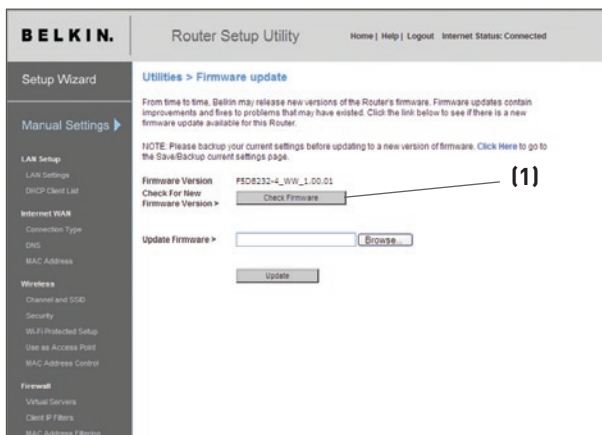 BELKIN.
Router Setup Utility
Home | Help | Logout Internet Status: Connected
Setup Wizard
Manual Settings
LAN Setup
LAN Settings
DHCP Client List
Internet WAN
Connection Type
DNS
MAC Address
Wireless
Channel and SSID
Security
Wi-Fi Protected Setup
Use as Access Point
MAC Address Control
Firewall
Virtual Servers
Client IP Filters
MAC Address Filtering
Utilities > Firmware update
From time to time, Belkin may release new versions of the Router's firmware. Firmware updates contain
improvements and fixes to problems that may have existed. Click the link below to see if there is a new
firmware update available for this Router.
NOTE: Please backup your current settings before updating to a new version of firmware. Click Here to go to
the Save/Backup current settings page.
Firmware Version F5D8232-4_WW_1.00.01
Check For New
Firmware Version >
Check Firmware
(1)
Update Firmware >
Browse...
Update